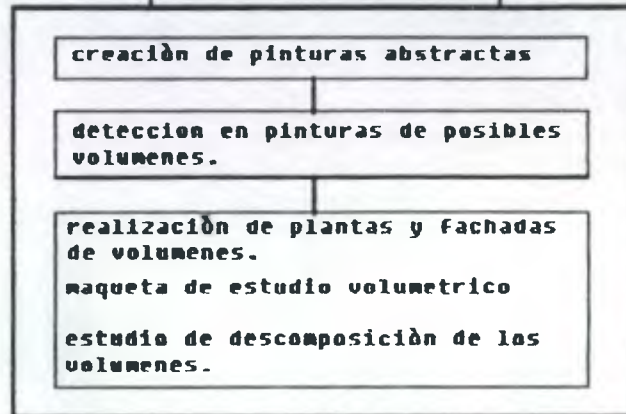 creaciòn de pinturas abstractas
deteccion en pinturas de posibles
volumenes.
realizaciòn de plantas y fachadas
de volumenes.
maqueta de estudio volumetrico
estudio de descomposiciòn de los
volumenes.